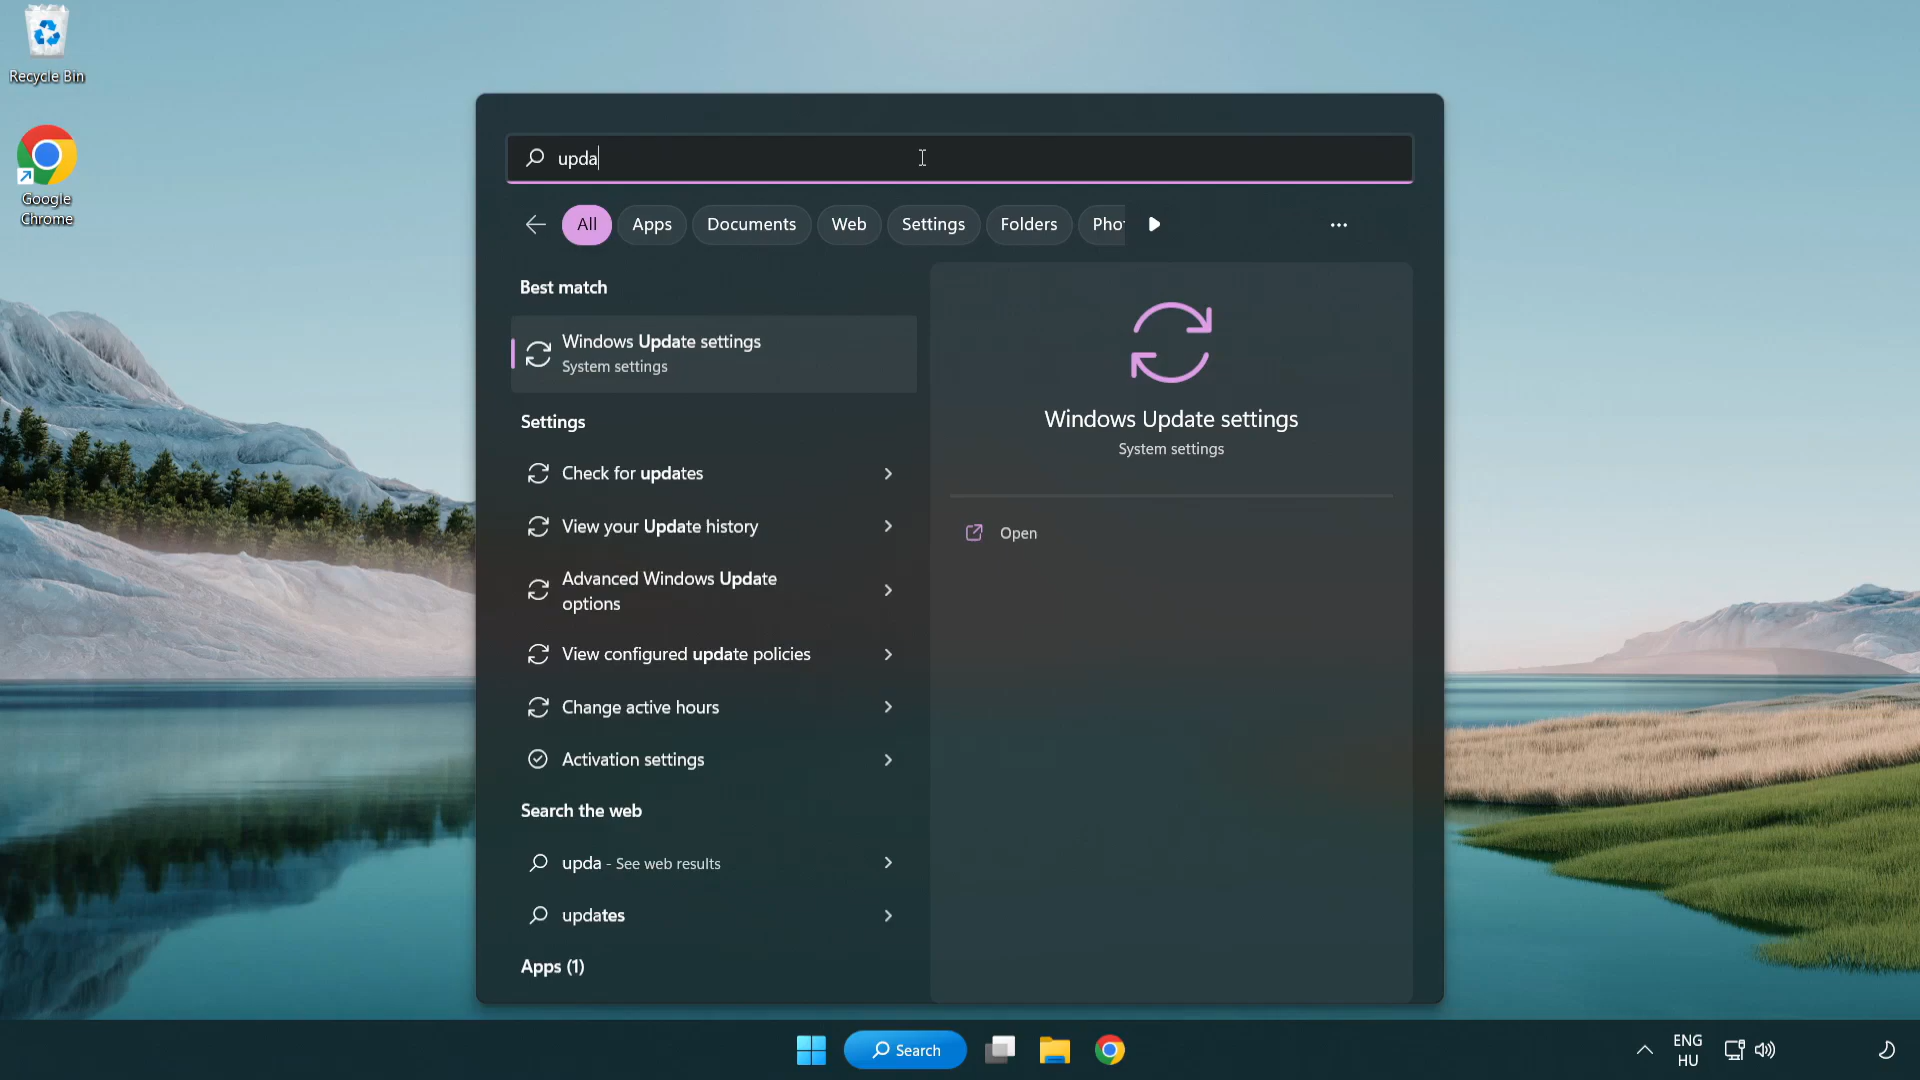 Recycle Bin
Google
Chrome
upda
All
Apps
Documents
Web
Settings
Folders
Pho
Best match
Windows Update settings
System settings
Settings
Check for updates
View your Update history
Advanced Windows Update
options
View configured update policies
Change active hours
Activation settings
Search the web
upda - See web results
updates
Apps (1)
Windows Update settings
System settings
Open
Search
ENG
HU